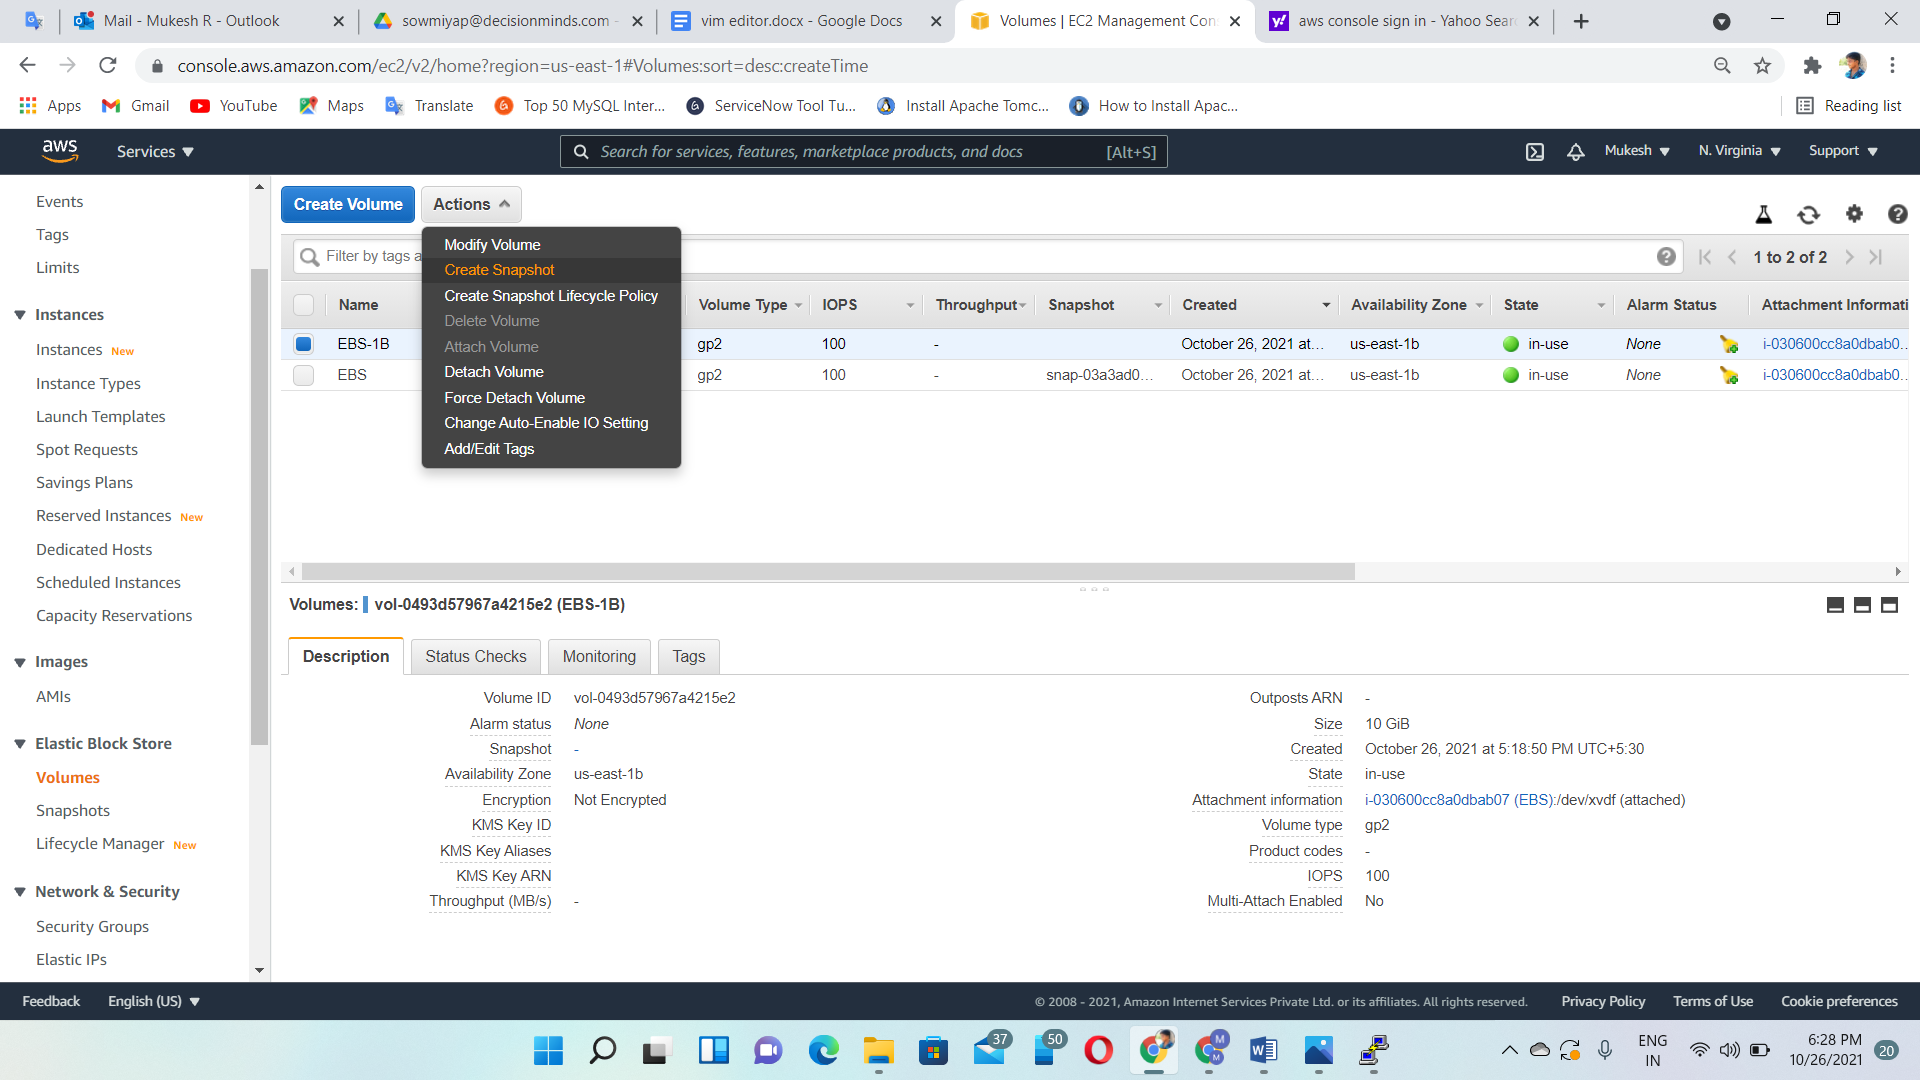 Mail - Mukesh R - Outlook
sowmiyap@decisionminds.com -
vim editor.docx - Google Docs
Volumes | EC2 Management Con
aws console sign in - Yahoo Sear
console.aws.amazon.com/ec2/v2/home?region=us-east-1#Volumes:sort=desc:createTime
Apps
Gmail
YouTube
Maps
Translate
Top 50 MySQL Inter...
ServiceNow Tool Tu...
Install Apache Tomc...
How to Install Apac...
Reading list
aws
Services
Search for services, features, marketplace products, and docs
[Alt+S]
Mukesh
N. Virginia
Support
Events
Tags
Limits
Instances
Instances New
Instance Types
Launch Templates
Spot Requests
Savings Plans
Reserved Instances New
Dedicated Hosts
Scheduled Instances
Capacity Reservations
Images
AMIs
Elastic Block Store
Volumes
Snapshots
Lifecycle Manager New
Network & Security
Security Groups
Elastic IPs
Create Volume
Actions
Modify Volume
Create Snapshot
Create Snapshot Lifecycle Policy
Delete Volume
Attach Volume
Detach Volume
Force Detach Volume
Change Auto-Enable IO Setting
Add/Edit Tags
Filter by tags a
1 to 2 of 2
Name Volume Type IOPS Throughput Snapshot Created Availability Zone State Alarm Status Attachment Informati
EBS-1B gp2 100 - October 26, 2021 at... us-east-1b in-use None i-030600cc8a0dbab0...
EBS gp2 100 - snap-03a3ad0... October 26, 2021 at... us-east-1b in-use None i-030600cc8a0dbab0...
Volumes: vol-0493d57967a4215e2 (EBS-1B)
Description
Status Checks
Monitoring
Tags
Volume ID vol-0493d57967a4215e2
Alarm status None
Snapshot -
Availability Zone us-east-1b
Encryption Not Encrypted
KMS Key ID
KMS Key Aliases
KMS Key ARN
Throughput (MB/s) -
Outposts ARN -
Size 10 GiB
Created October 26, 2021 at 5:18:50 PM UTC+5:30
State in-use
Attachment information i-030600cc8a0dbab07 (EBS):/dev/xvdf (attached)
Volume type gp2
Product codes -
IOPS 100
Multi-Attach Enabled No
Feedback
English (US)
© 2008 - 2021, Amazon Internet Services Private Ltd. or its affiliates. All rights reserved.
Privacy Policy
Terms of Use
Cookie preferences
37
50
M
M
ENG
IN
6:28 PM
10/26/2021
20